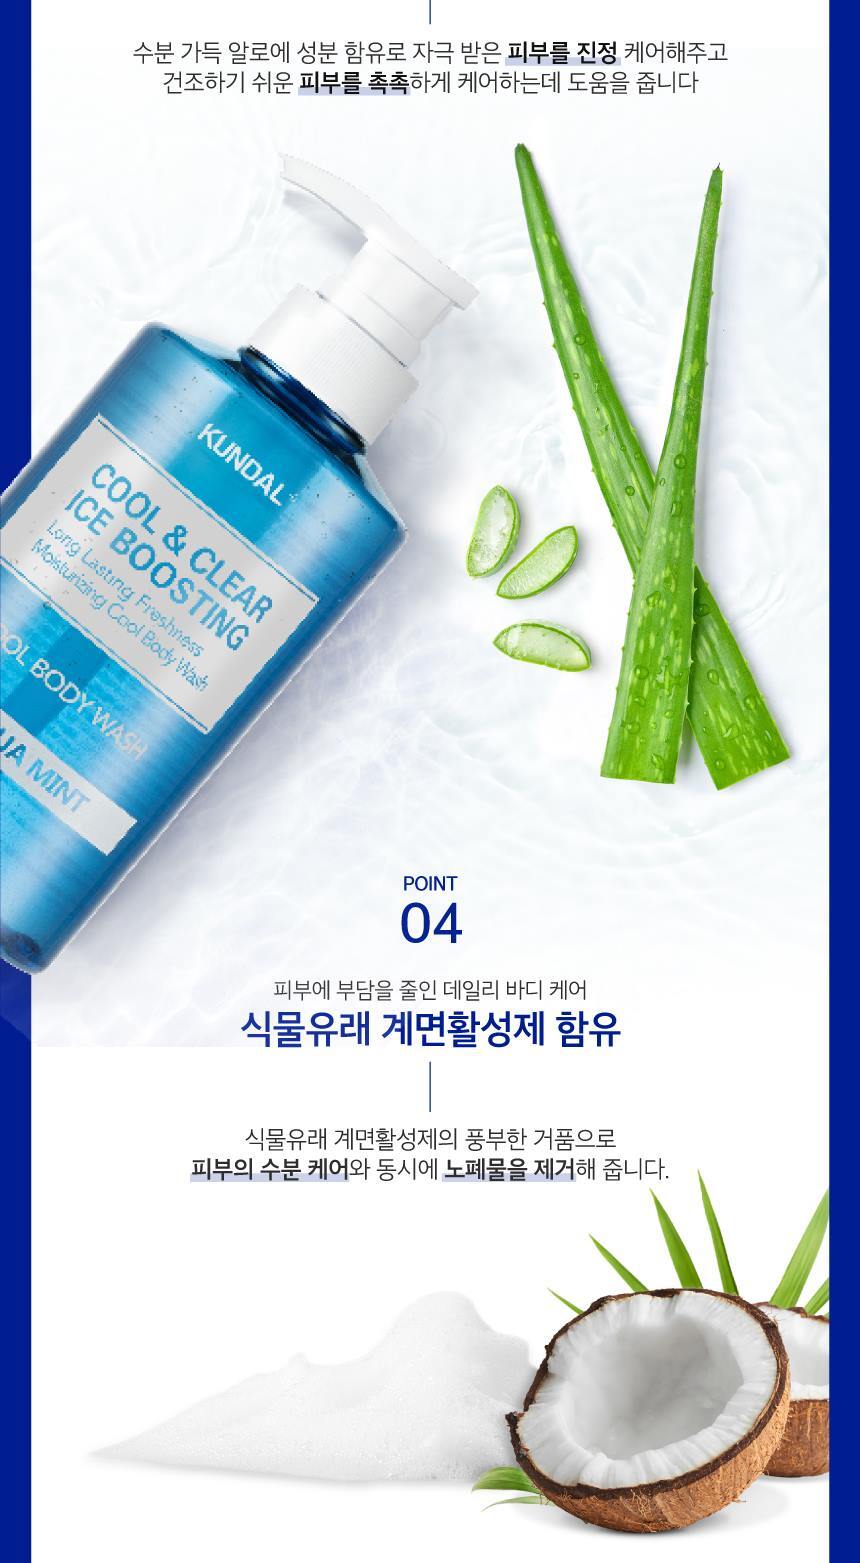 수분 가득 알로에 성분 함유로 자극 받은 피부를 진정 케어해주고
건조하기 쉬운 피부를 촉촉하게 케어하는데 도움을 줍니다
KUNDAL
COOL & CLEAR
ICE BOOSTING
Long Lasting Freshness
Moisturizing Cool Body Wash
OOL BODY WASH
UA MINT
POINT
04
피부에 부담을 줄인 데일리 바디 케어
식물유래 계면활성제 함유
식물유래 계면활성제의 풍부한 거품으로
피부의 수분 케어와 동시에 노폐물을 제거해 줍니다.